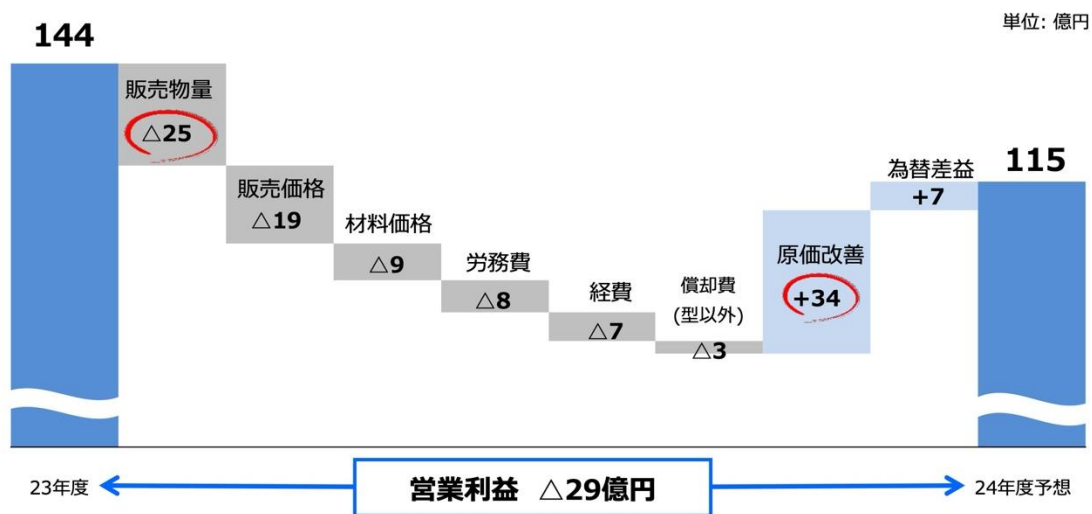 単位: 億円
144
販売物量
△25
販売価格
△19
材料価格
△9
労務費
△8
経費
△7
償却費
(型以外)
△3
原価改善
+34
為替差益
+7
115
23年度
営業利益 △29億円
24年度予想